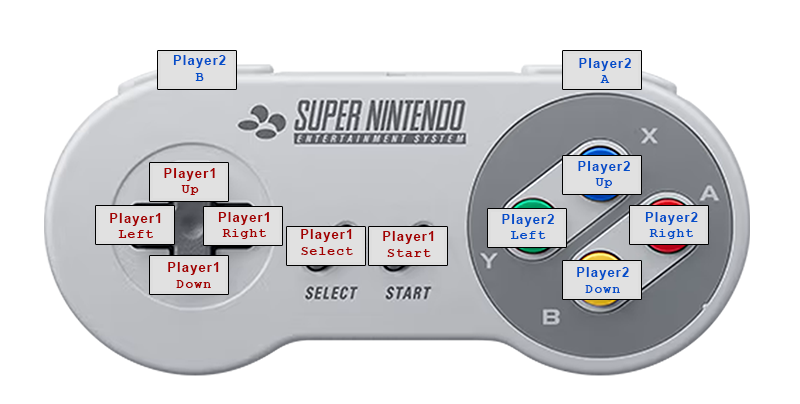 Player2
B
Player2
A
SUPER NINTENDO
ENTERTAINMENT SYSTEM
X
Player1
Up
Player2
Up
A
Player1
Left
Player1
Right
Player1
Select
Player1
Start
Player2
Left
Player2
Right
Y
Player1
Down
Player2
Down
SELECT
START
B